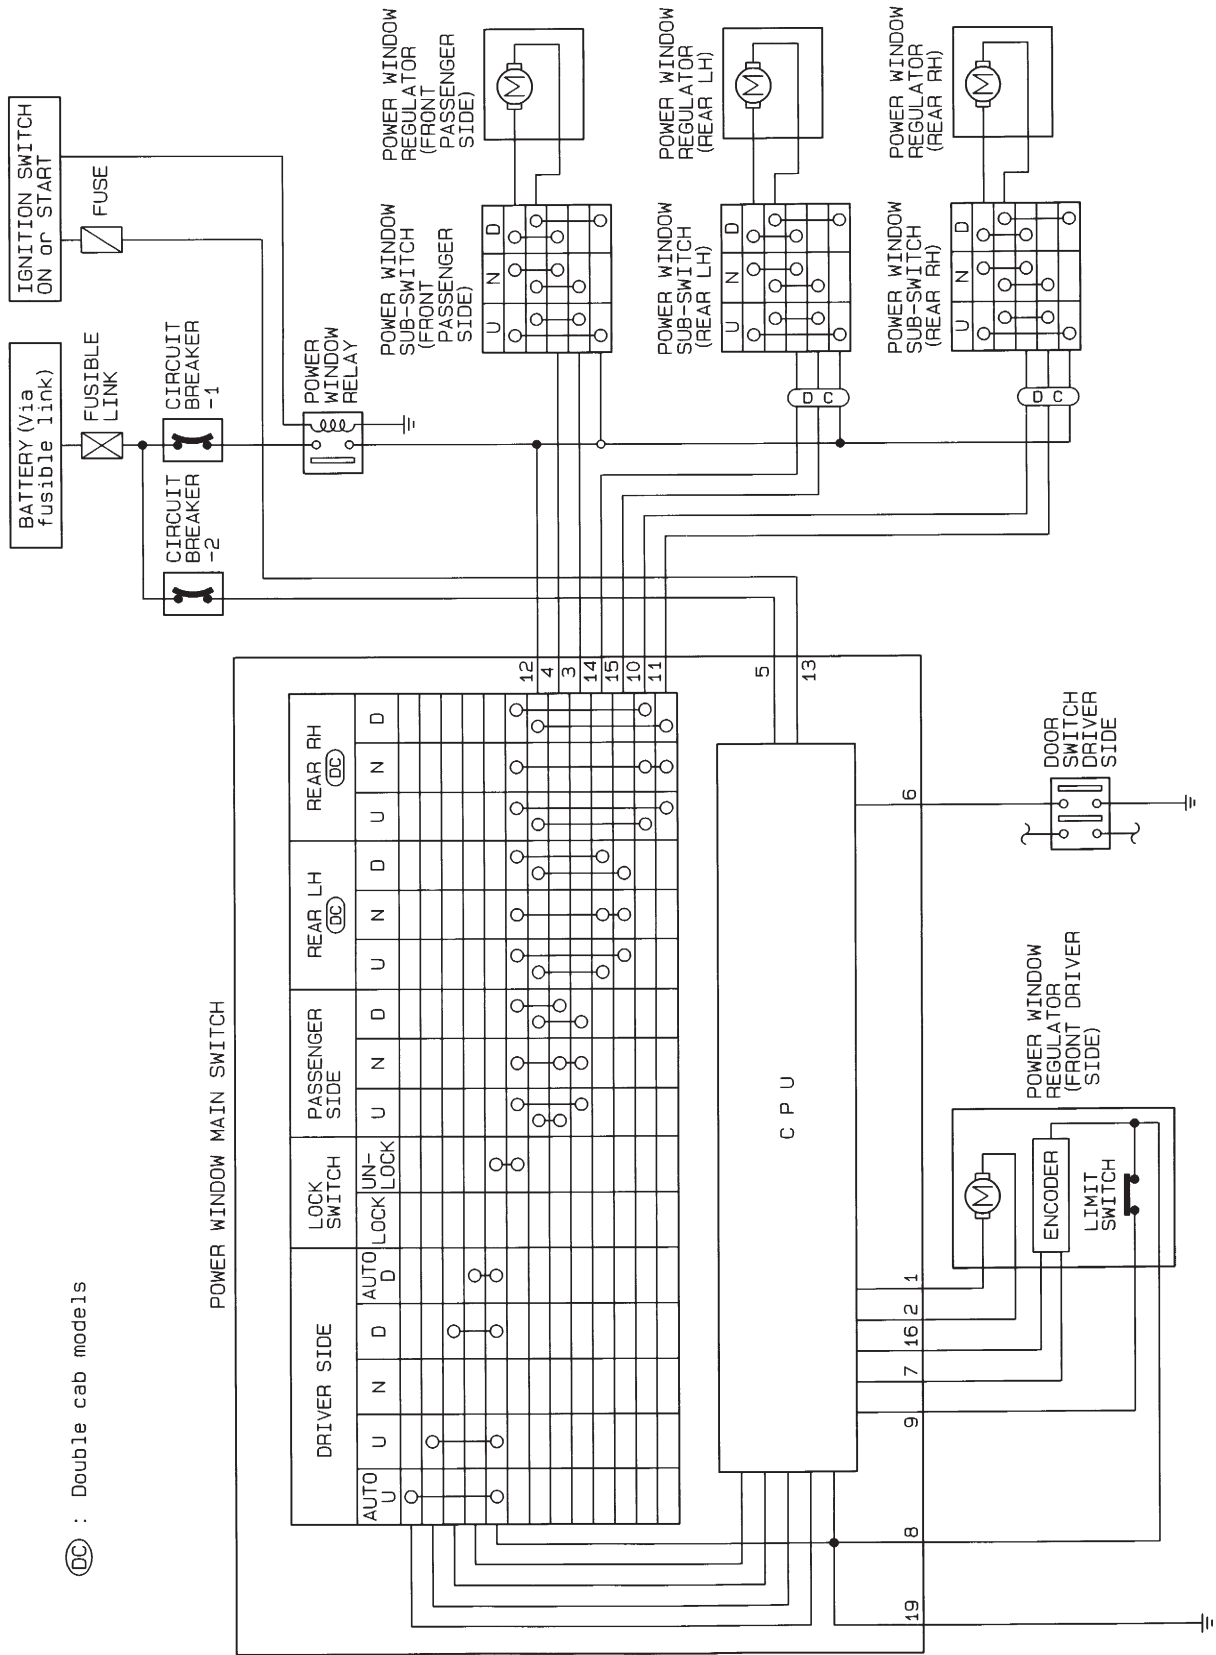 BATTERY (Via
fusible link)
IGNITION SWITCH
ON or START
FUSIBLE
LINK
FUSE
CIRCUIT
BREAKER
-2
CIRCUIT
BREAKER
-1
POWER
WINDOW
RELAY
POWER WINDOW
SUB-SWITCH
(FRONT
PASSENGER
SIDE)
U N D
POWER WINDOW
REGULATOR
(FRONT
PASSENGER
SIDE)
M
POWER WINDOW
SUB-SWITCH
(REAR LH)
U N D
D C
POWER WINDOW
REGULATOR
(REAR LH)
M
POWER WINDOW
SUB-SWITCH
(REAR RH)
U N D
D C
POWER WINDOW
REGULATOR
(REAR RH)
M
DC : Double cab models
POWER WINDOW MAIN SWITCH
DRIVER SIDE
LOCK
SWITCH
PASSENGER
SIDE
REAR LH
DC
REAR RH
DC
AUTO
U
U
N
D
AUTO
D
LOCK
UN-
LOCK
U N D
U N D
U N D
12
4
3
14
15
10
11
5
13
CPU
19
8
9
7
16
2
1
6
M
ENCODER
LIMIT
SWITCH
POWER WINDOW
REGULATOR
(FRONT DRIVER
SIDE)
DOOR
SWITCH
DRIVER
SIDE